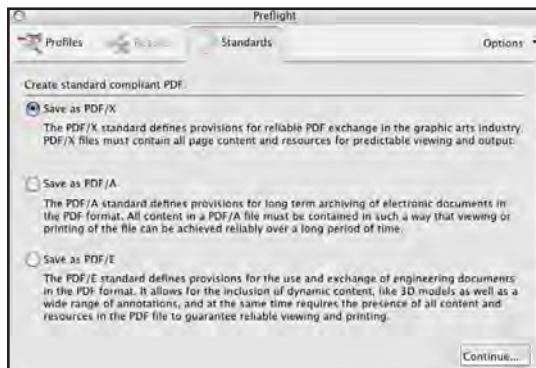 Preflight
Profiles Results Standards Options
Create standard compliant PDF
Save as PDF/X
The PDF/X standard defines provisions for reliable PDF exchange in the graphic arts industry.
PDF/X files must contain all page content and resources for predictable viewing and output.
Save as PDF/A
The PDF/A standard defines provisions for long term archiving of electronic documents in
the PDF format. All content in a PDF/A file must be contained in such a way that viewing or
printing of the file can be achieved reliably over a long period of time.
Save as PDF/E
The PDF/E standard defines provisions for the use and exchange of engineering documents
in the PDF format. It allows for the inclusion of dynamic content, like 3D models as well as a
wide range of annotations, and at the same time requires the presence of all content and
resources in the PDF file to guarantee reliable viewing and printing.
Continue...